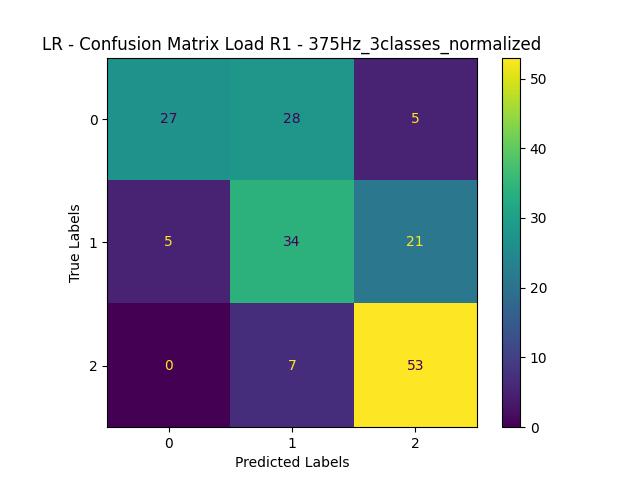 LR - Confusion Matrix Load R1 - 375Hz_3classes_normalized
True Labels
0
27 28 5
1
5 34 21
2
0 7 53
0 1 2
Predicted Labels
50
40
30
20
10
0